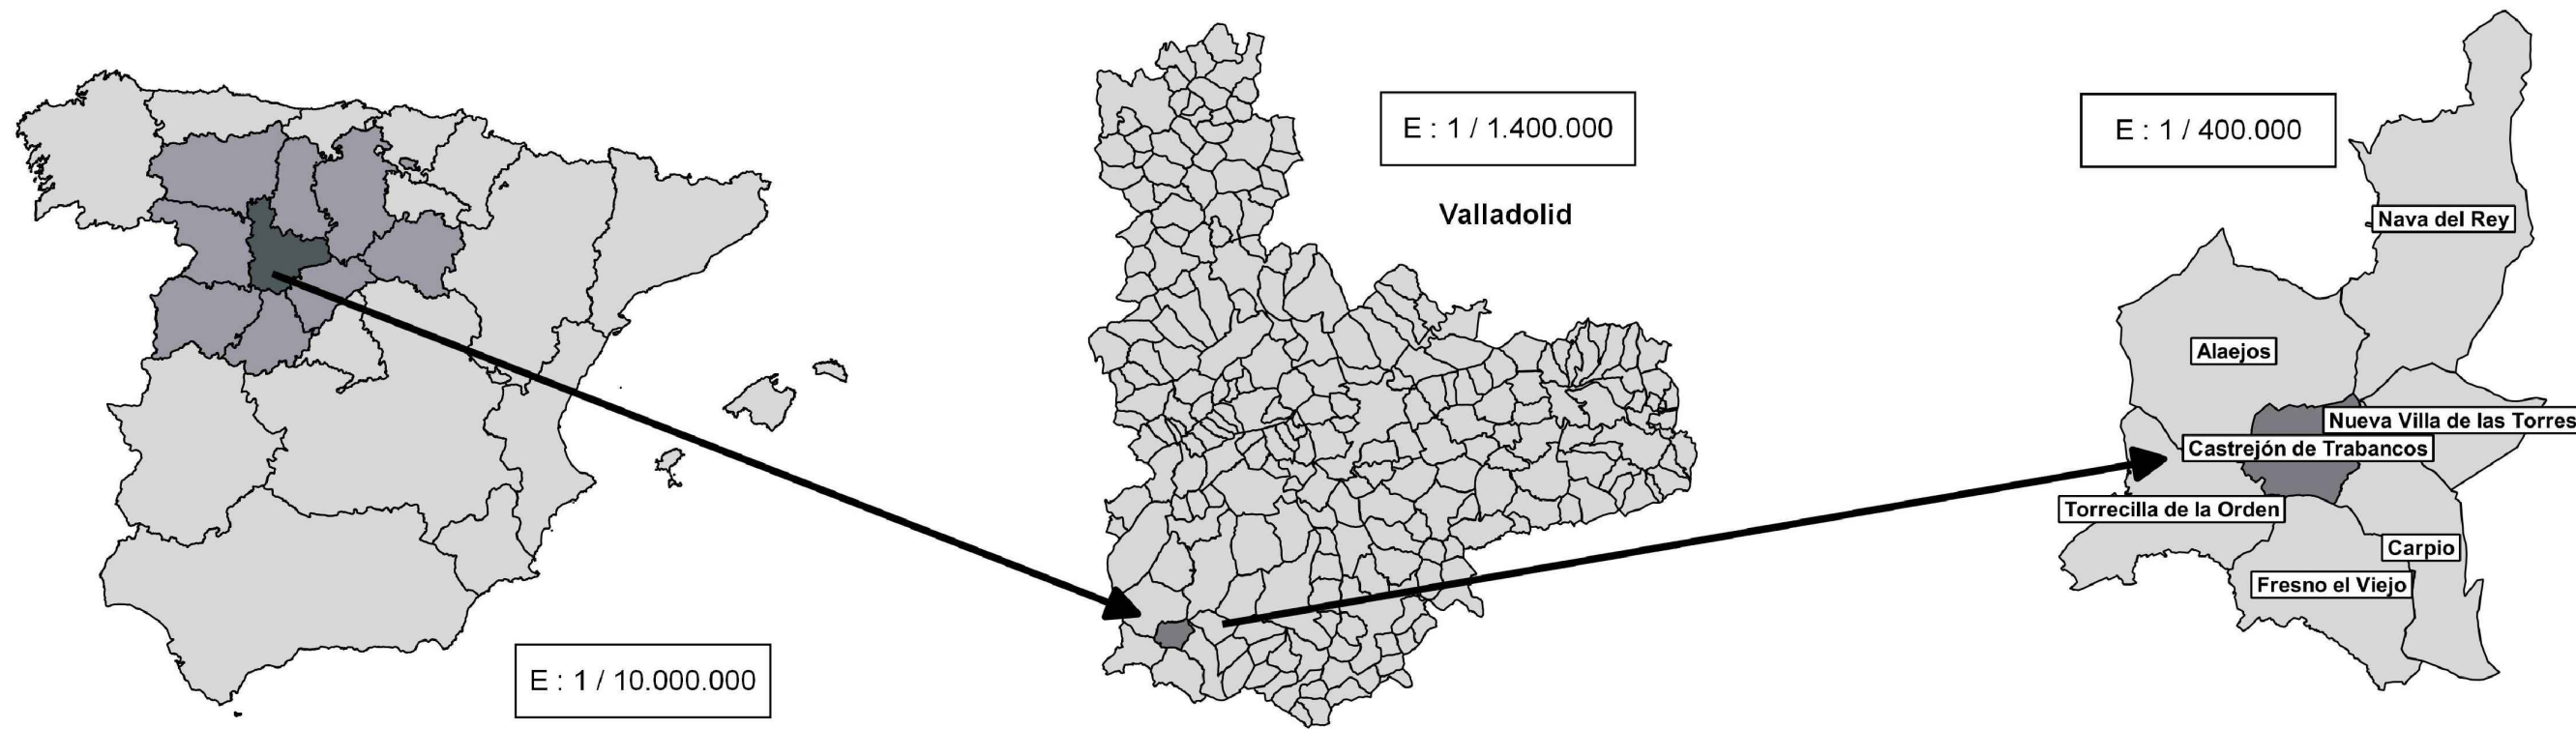 E : 1 / 10.000.000
E : 1 / 1.400.000
Valladolid
E : 1 / 400.000
Nava del Rey
Alaejos
Nueva Villa de las Torres
Castrejón de Trabancos
Torrecilla de la Orden
Carpio
Fresno el Viejo